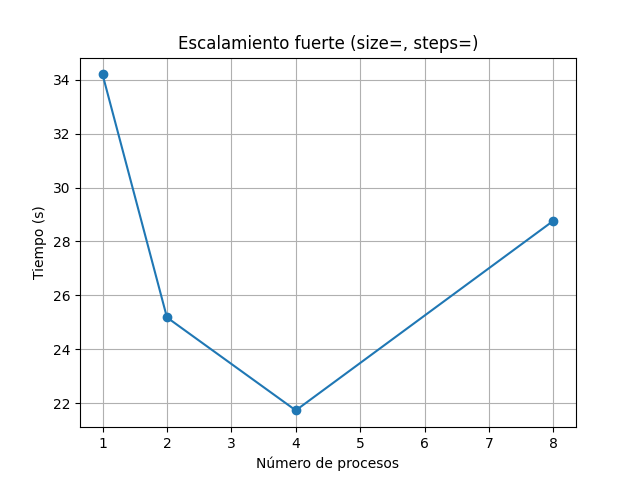 Escalamiento fuerte (size=, steps=)
34
32
30
28
26
24
22
Tiempo (s)
1 2 3 4 5 6 7 8
Número de procesos